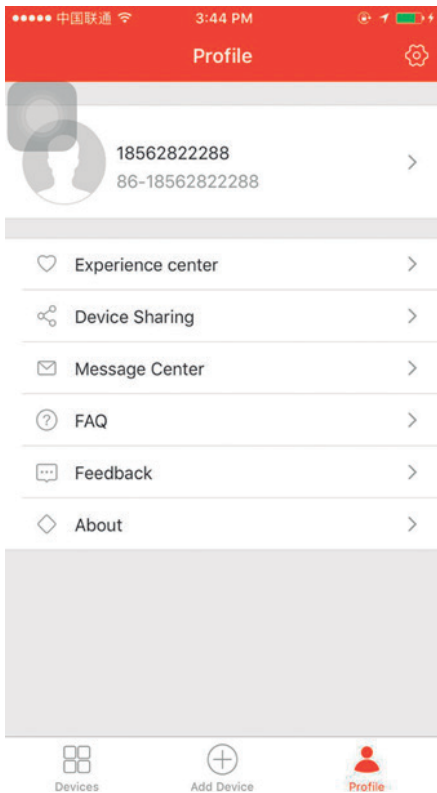 中国联通 3:44 PM
Profile
18562822288
86-18562822288
Experience center
Device Sharing
Message Center
FAQ
Feedback
About
Devices Add Device Profile